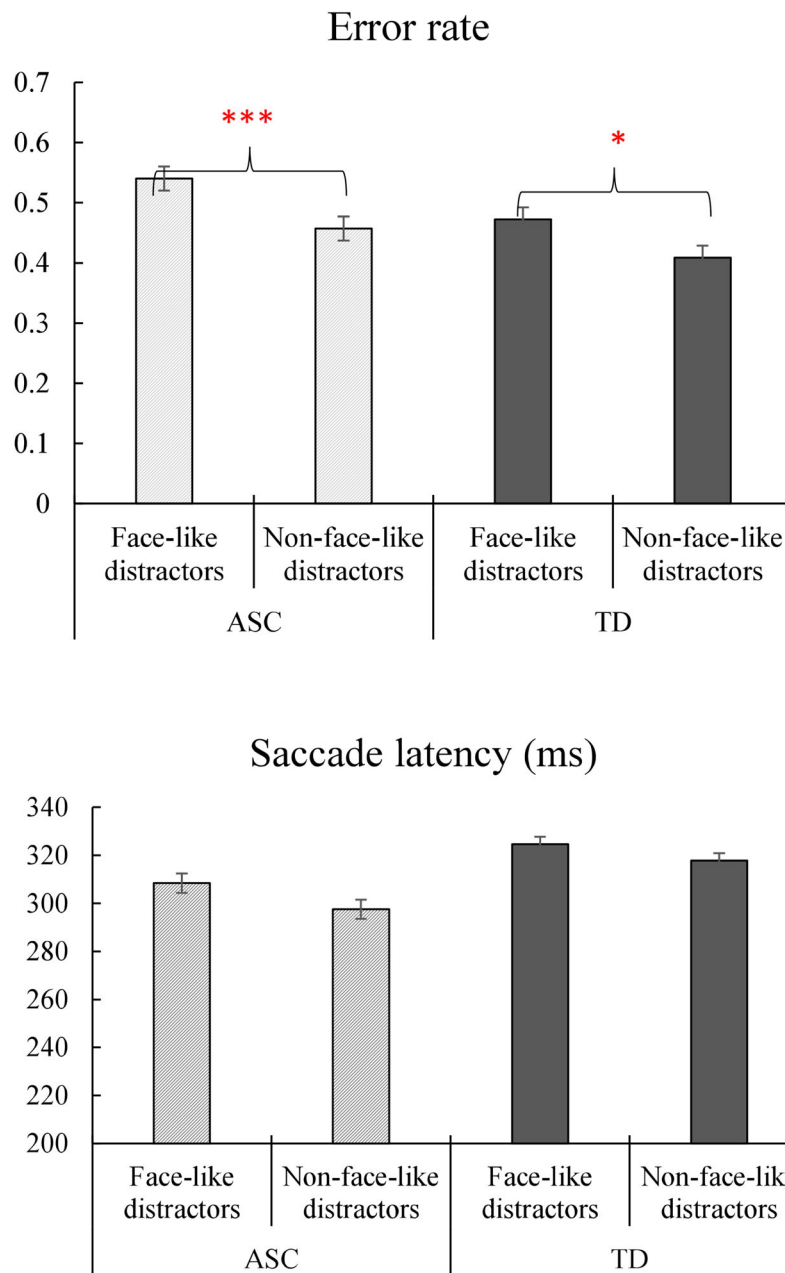 Error rate
0.7
***
0.6
*
0.5
0.4
0.3
0.2
0.1
0
Face-like Non-face-like Face-like Non-face-like
distractors distractors distractors distractors
ASC TD
Saccade latency (ms)
340
320
300
280
260
240
220
200
Face-like Non-face-like Face-like Non-face-lik
distractors distractors distractors distractors
ASC TD